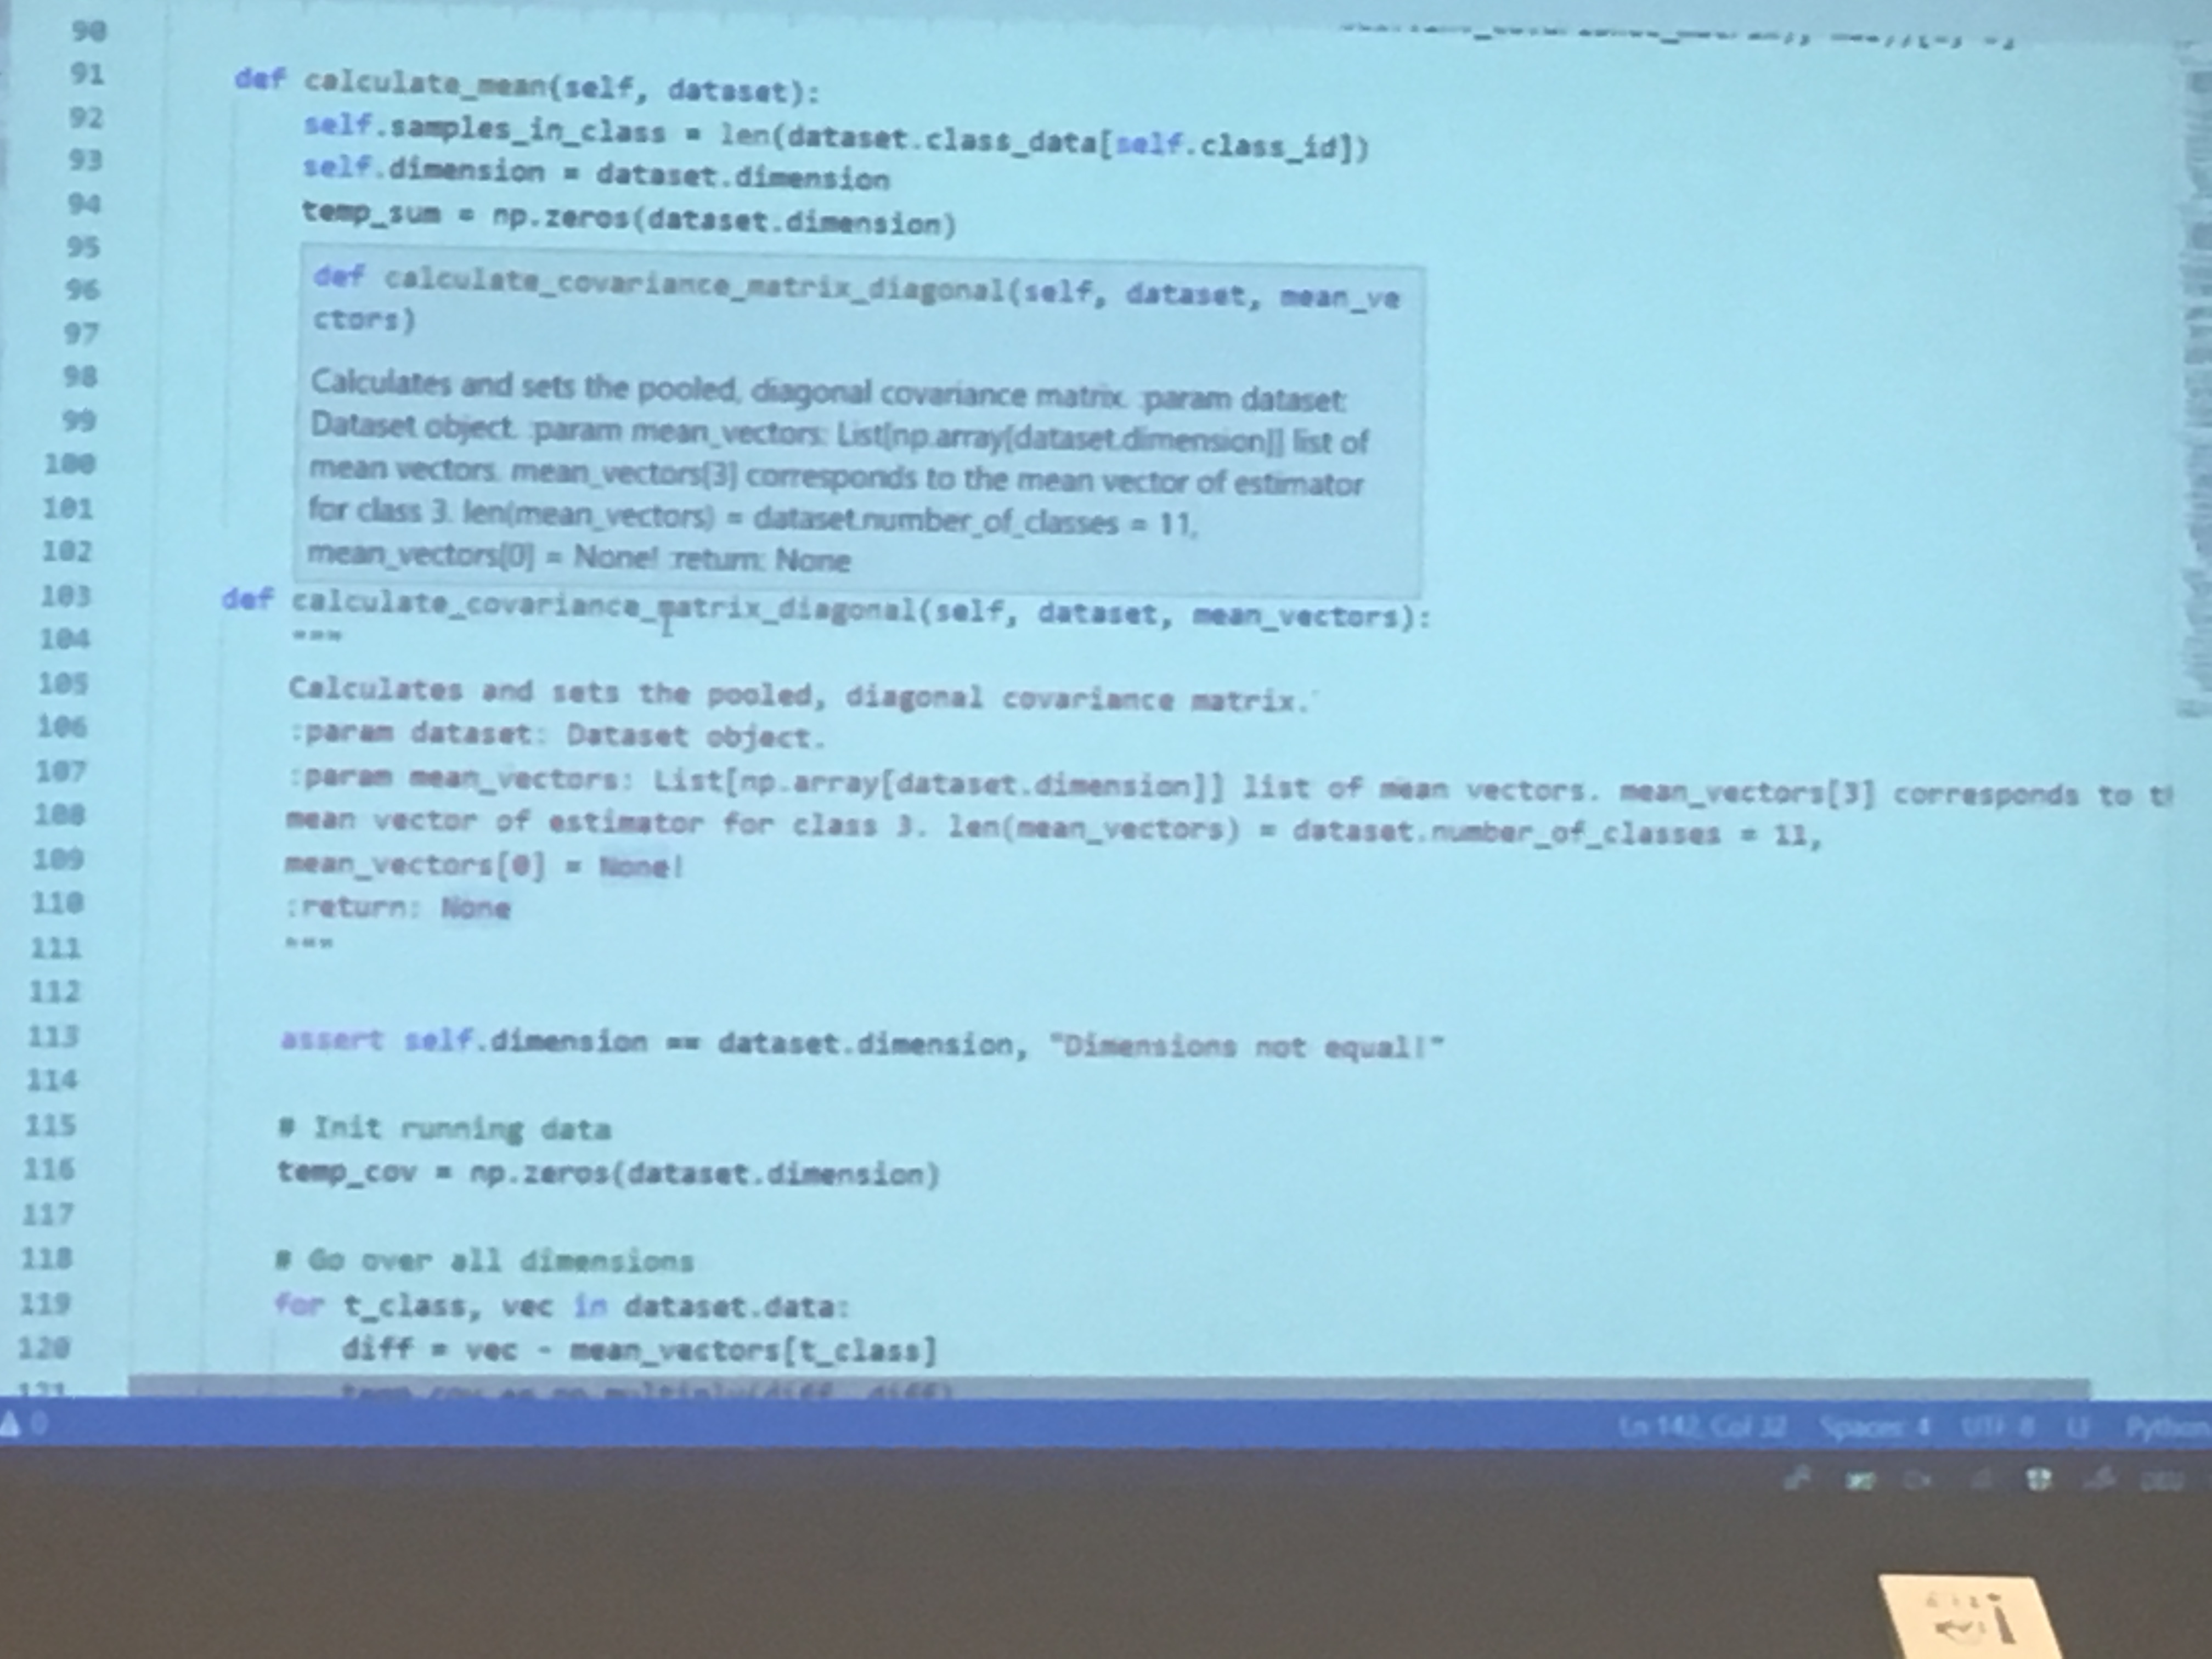 90
91 def calculate_mean(self, dataset):
92 self.samples_in_class = len(dataset.class_data[self.class_id])
93 self.dimension = dataset.dimension
94 temp_sum = np.zeros(dataset.dimension)
95
96 def calculate_covariance_matrix_diagonal(self, dataset, mean_ve
97 ctors)
98 Calculates and sets the pooled, diagonal covariance matrix. :param dataset:
99 Dataset object. :param mean_vectors: List[np.array[dataset.dimension]] list of
100 mean vectors. mean_vectors[3] corresponds to the mean vector of estimator
101 for class 3. len(mean_vectors) = dataset.number_of_classes = 11,
102 mean_vectors[0] = None! :return: None
103 def calculate_covariance_matrix_diagonal(self, dataset, mean_vectors):
104 """
105 Calculates and sets the pooled, diagonal covariance matrix.
106 :param dataset: Dataset object.
107 :param mean_vectors: List[np.array[dataset.dimension]] list of mean vectors. mean_vectors[3] corresponds to th
108 mean vector of estimator for class 3. len(mean_vectors) = dataset.number_of_classes = 11,
109 mean_vectors[0] = None!
110 :return: None
111 """
112
113 assert self.dimension == dataset.dimension, "Dimensions not equal!"
114
115 # Init running data
116 temp_cov = np.zeros(dataset.dimension)
117
118 # Go over all dimensions
119 for t_class, vec in dataset.data:
120 diff = vec - mean_vectors[t_class]
121 temp_cov += np.multiply(diff, diff)
0 Ln 142, Col 32 Spaces: 4 UTF-8 LF Python
DEU